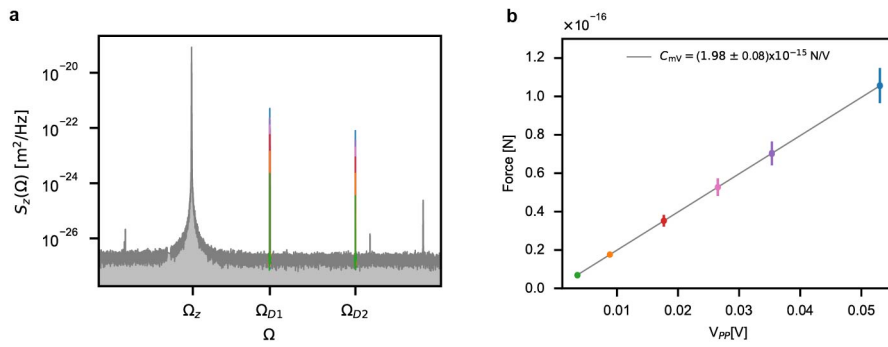 a
b
×10⁻¹⁶
S_z(Ω) [m²/Hz]
10⁻²⁰
10⁻²²
10⁻²⁴
10⁻²⁶
Ω_z
Ω_D1
Ω_D2
Ω
Force [N]
1.2
1.0
0.8
0.6
0.4
0.2
0.0
C_mV = (1.98 ± 0.08)x10⁻¹⁵ N/V
0.01
0.02
0.03
0.04
0.05
V_PP[V]